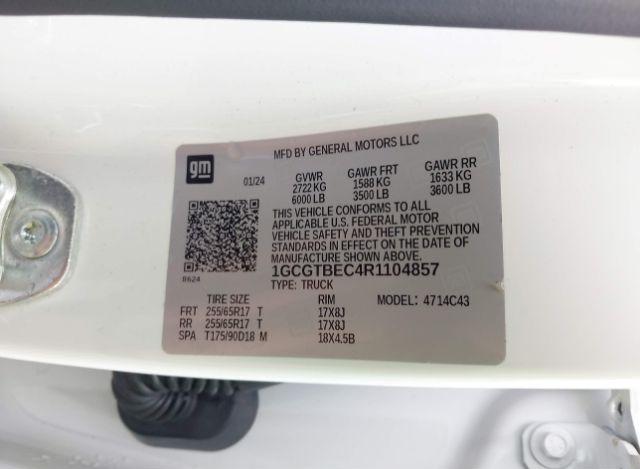 gm
MFD BY GENERAL MOTORS LLC
01/24
GVWR GAWR FRT GAWR RR
2722 KG 1588 KG 1633 KG
6000 LB 3500 LB 3600 LB
THIS VEHICLE CONFORMS TO ALL
APPLICABLE U.S. FEDERAL MOTOR
VEHICLE SAFETY AND THEFT PREVENTION
STANDARDS IN EFFECT ON THE DATE OF
MANUFACTURE SHOWN ABOVE.
8624
1GCGTBEC4R1104857
TYPE: TRUCK
TIRE SIZE RIM MODEL: 4714C43
FRT 255/65R17 T 17X8J
RR 255/65R17 T 17X8J
SPA T175/90D18 M 18X4.5B